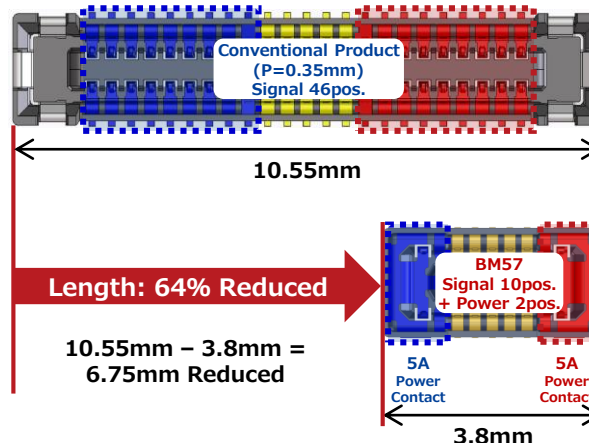 Conventional Product
(P=0.35mm)
Signal 46pos.
10.55mm
Length: 64% Reduced
BM57
Signal 10pos.
+ Power 2pos.
10.55mm – 3.8mm =
6.75mm Reduced
5A
Power
Contact
5A
Power
Contact
3.8mm